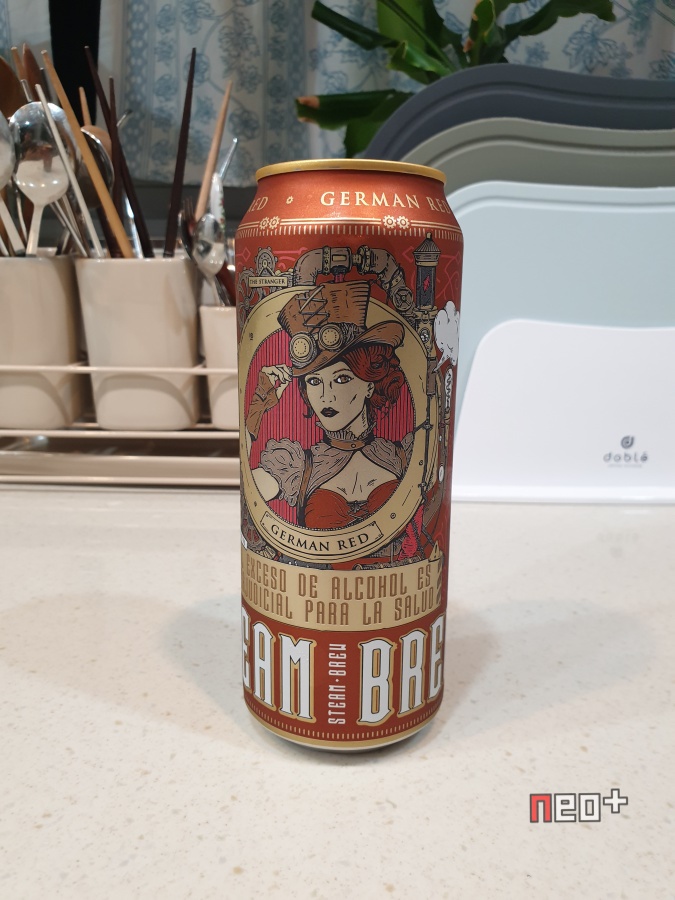 RED ° GERMAN RED
THE STRANGER
GERMAN RED
EXCESO DE ALCOHOL ES
PARA LA SALUD
EAM
STEAM·BREW
BRE
doblé
neo+